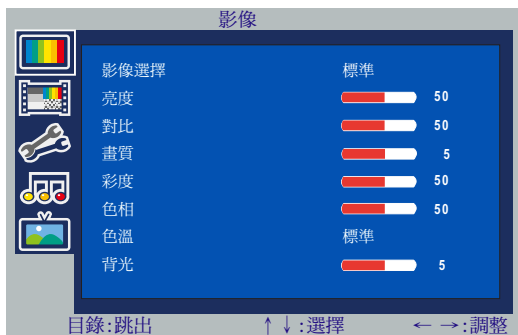 影像
影像選擇 標準
亮度 50
對比 50
畫質 5
彩度 50
色相 50
色溫 標準
背光 5
目錄:跳出 ↑↓:選擇 ← →:調整